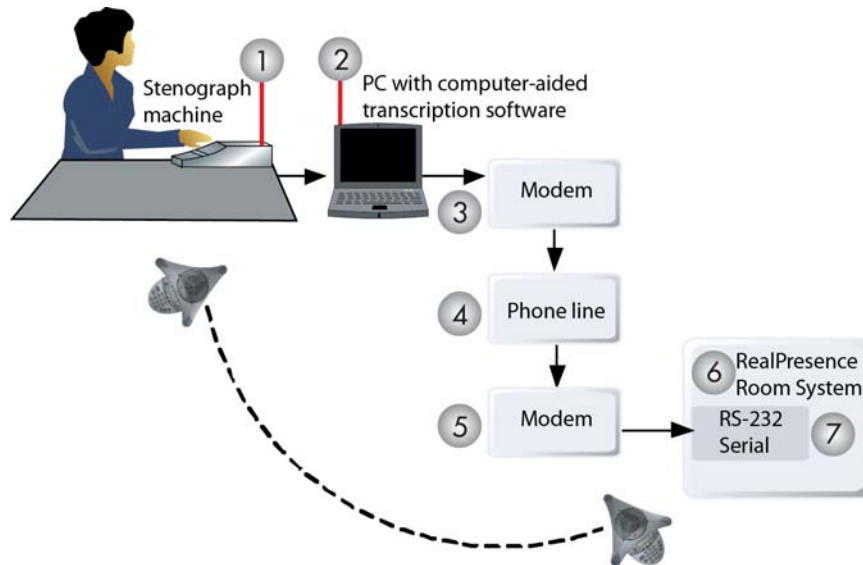 1
2
Stenograph
machine
PC with computer-aided
transcription software
Modem
3
Phone line
4
Modem
5
6
RealPresence
Room System
RS-232
Serial
7